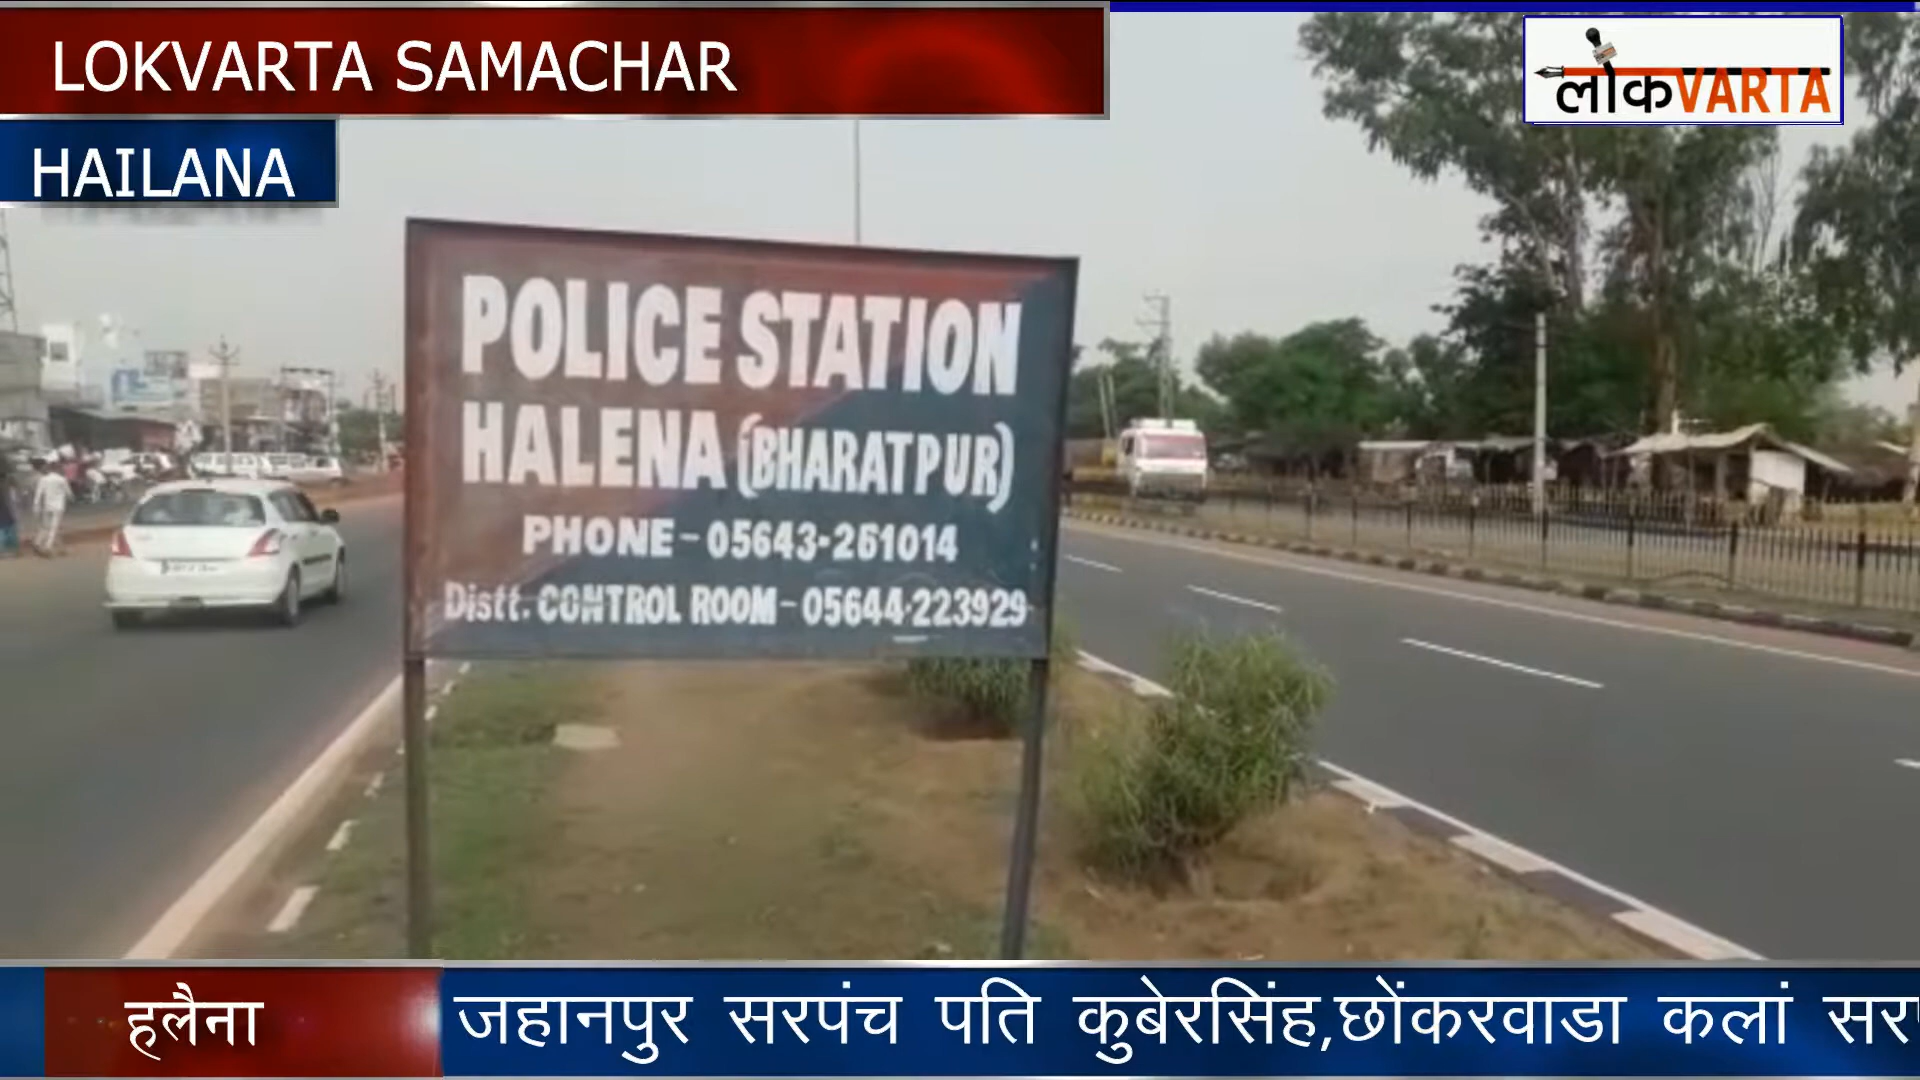 LOKVARTA SAMACHAR
लोकVARTA
HAILANA
POLICE STATION
HALENA (BHARATPUR)
PHONE-05643-261014
Distt. CONTROL ROOM-05644-223929
हलैना
जहानपुर सरपंच पति कुबेरसिंह,छोंकरवाडा कलां